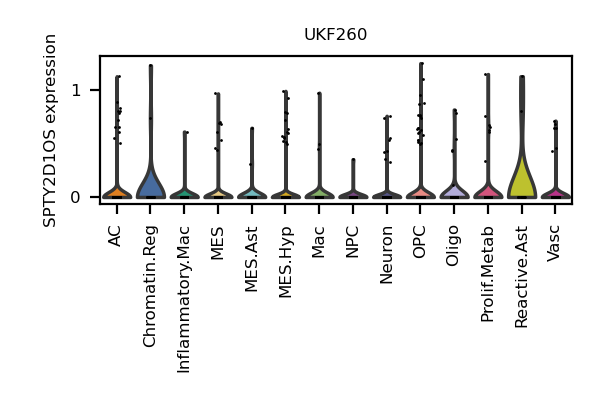 UKF260
SPTY2D1OS expression
1
0
AC
Chromatin.Reg
Inflammatory.Mac
MES
MES.Ast
MES.Hyp
Mac
NPC
Neuron
OPC
Oligo
Prolif.Metab
Reactive.Ast
Vasc